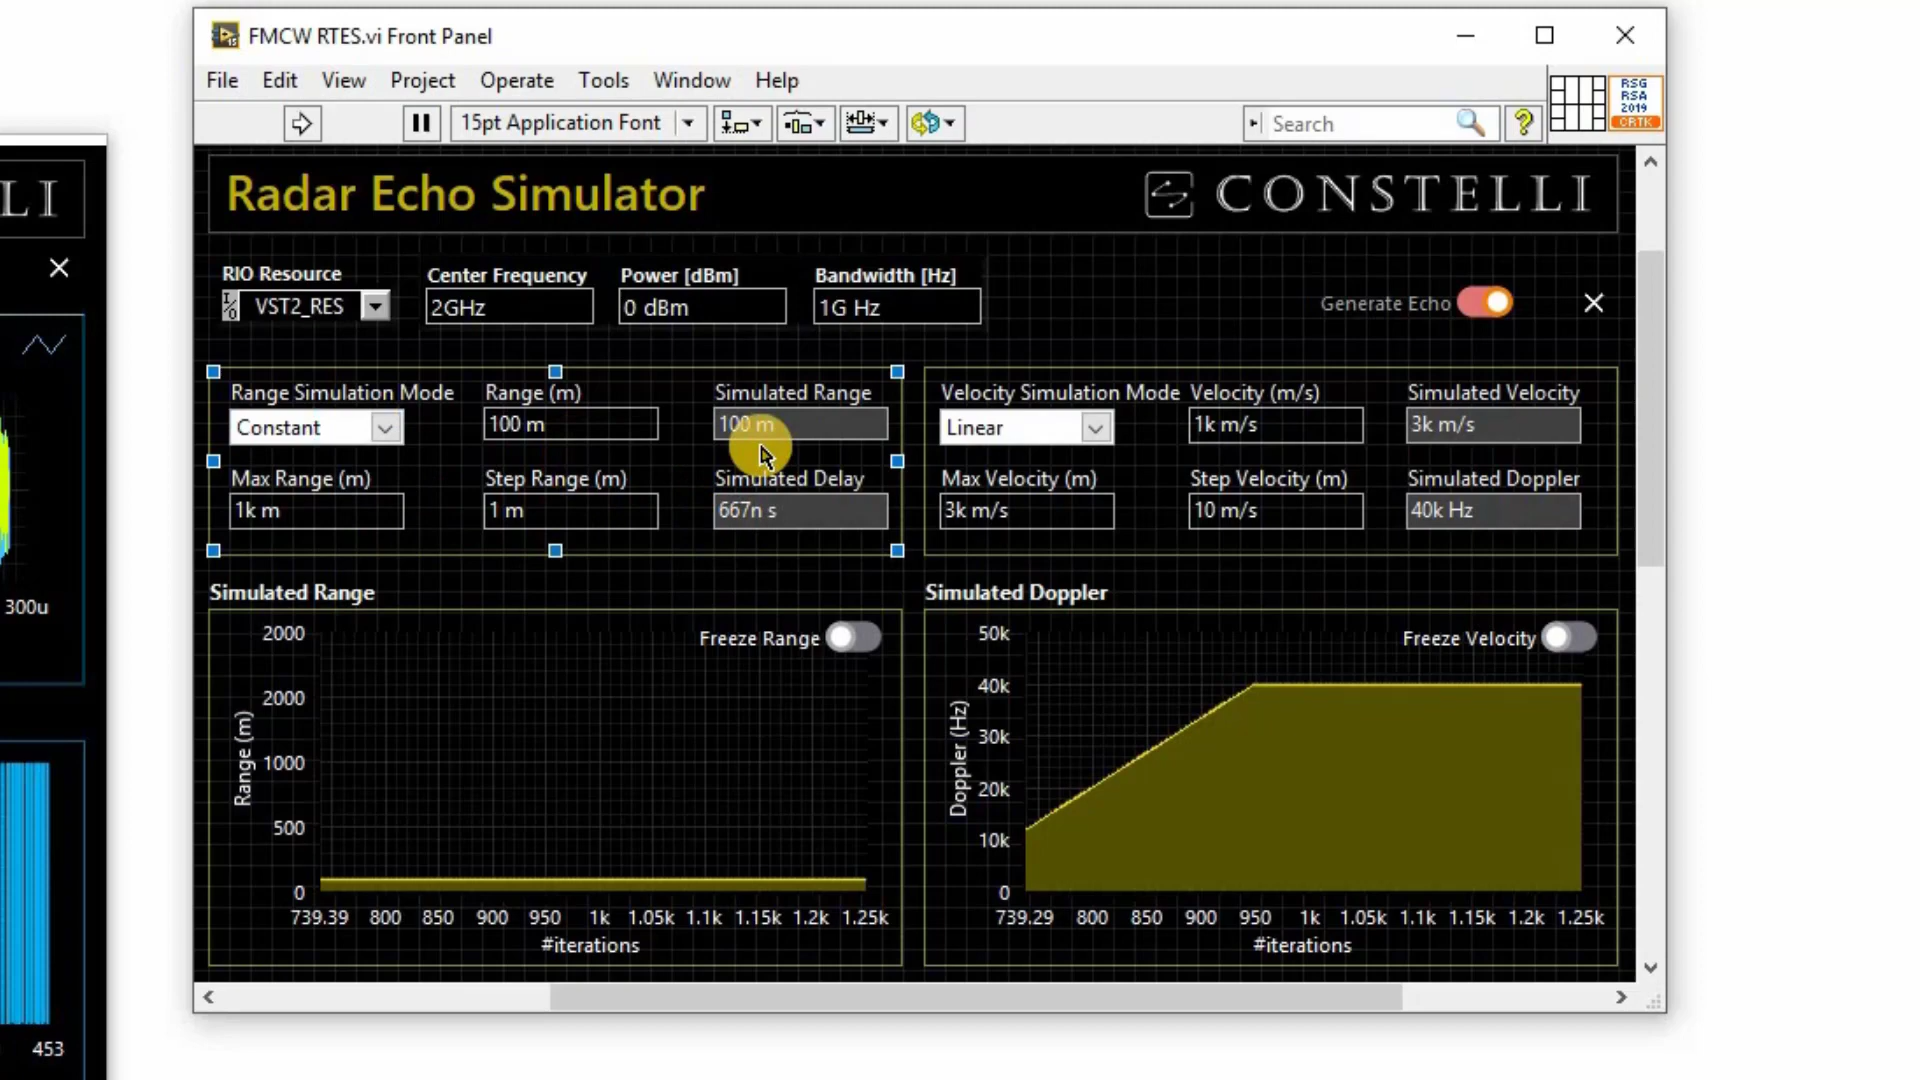 FMCW RTES.vi Front Panel
File Edit View Project Operate Tools Window Help
15pt Application Font
Search
RSG
RSA
2019
CRTK
Radar Echo Simulator
CONSTELLI
RIO Resource
VST2_RES
Center Frequency
2GHz
Power [dBm]
0 dBm
Bandwidth [Hz]
1G Hz
Generate Echo
Range Simulation Mode
Constant
Range (m)
100 m
Simulated Range
100 m
Max Range (m)
1k m
Step Range (m)
1 m
Simulated Delay
667n s
Velocity Simulation Mode
Linear
Velocity (m/s)
1k m/s
Simulated Velocity
3k m/s
Max Velocity (m)
3k m/s
Step Velocity (m)
10 m/s
Simulated Doppler
40k Hz
Simulated Range
Freeze Range
2000
2000
1000
500
0
Range (m)
739.39 800 850 900 950 1k 1.05k 1.1k 1.15k 1.2k 1.25k
#iterations
Simulated Doppler
Freeze Velocity
50k
40k
30k
20k
10k
0
Doppler (Hz)
739.29 800 850 900 950 1k 1.05k 1.1k 1.15k 1.2k 1.25k
#iterations
LLI
300u
453